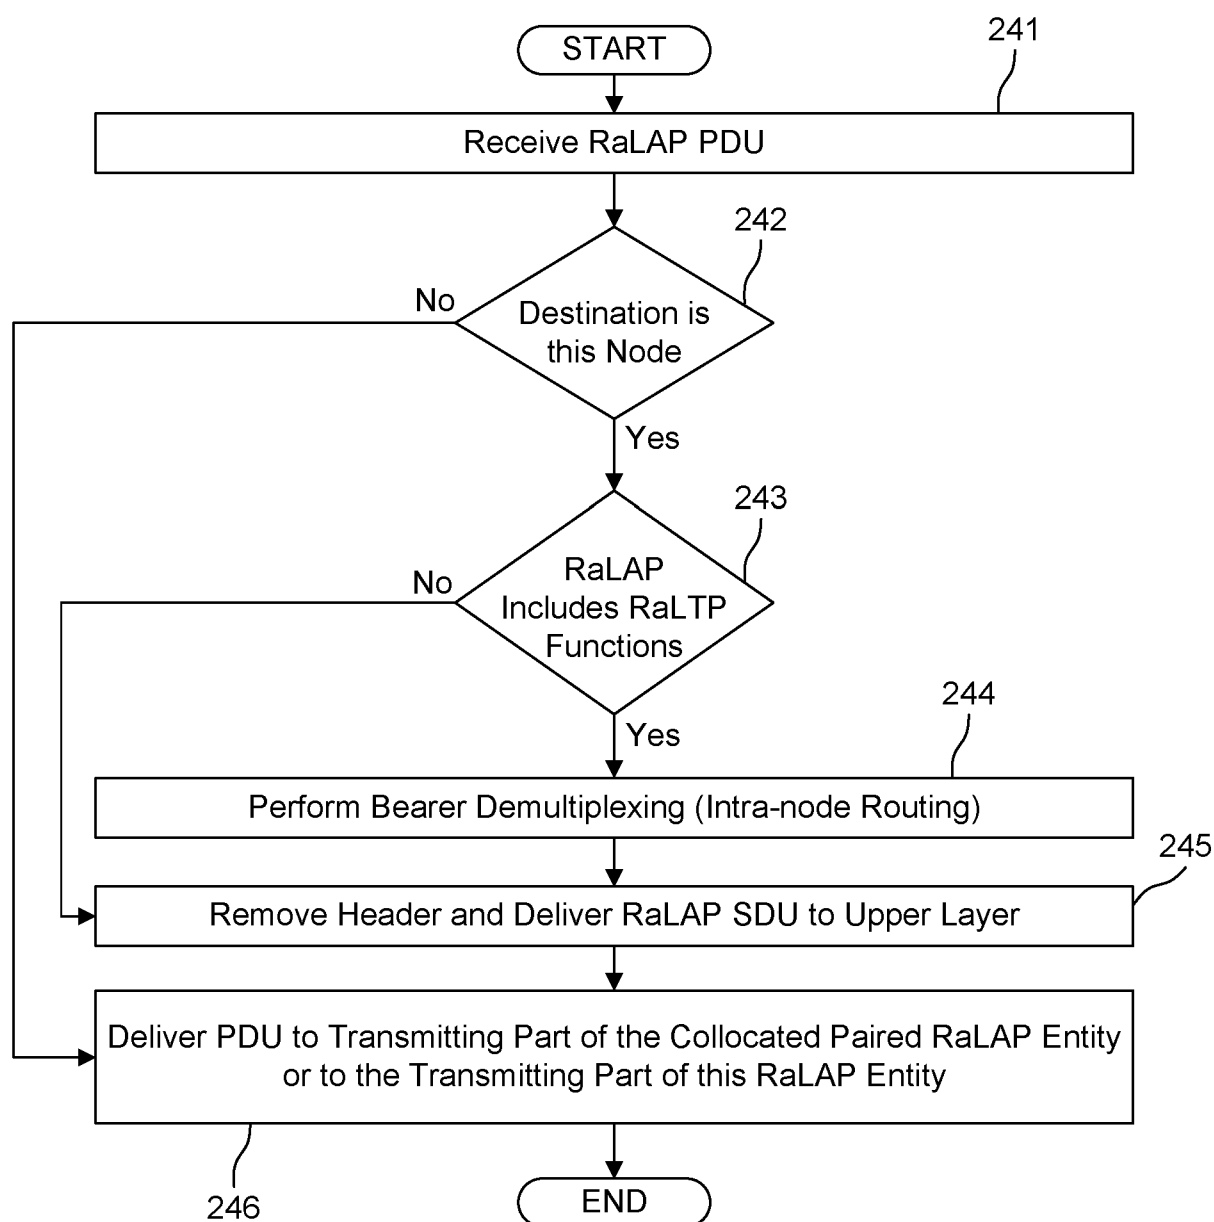 START
241
Receive RaLAP PDU
242
No
Destination is
this Node
Yes
243
No
RaLAP
Includes RaLTP
Functions
Yes
244
Perform Bearer Demultiplexing (Intra-node Routing)
245
Remove Header and Deliver RaLAP SDU to Upper Layer
Deliver PDU to Transmitting Part of the Collocated Paired RaLAP Entity
or to the Transmitting Part of this RaLAP Entity
246
END